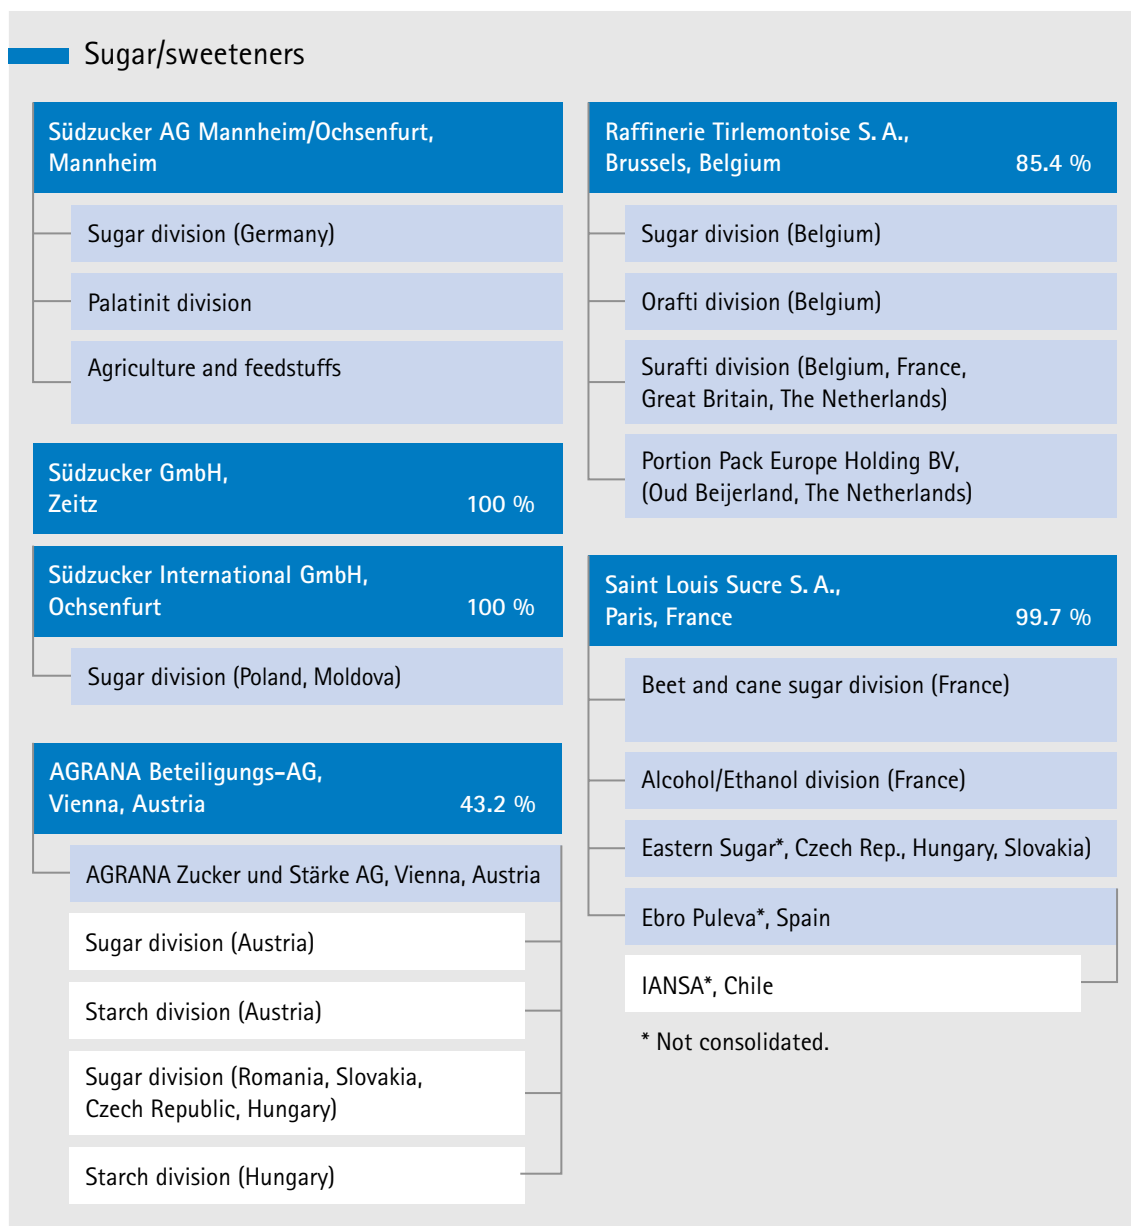 Sugar/sweeteners
Südzucker AG Mannheim/Ochsenfurt,
Mannheim
Sugar division (Germany)
Palatinit division
Agriculture and feedstuffs
Südzucker GmbH,
Zeitz 100 %
Südzucker International GmbH,
Ochsenfurt 100 %
Sugar division (Poland, Moldova)
AGRANA Beteiligungs-AG,
Vienna, Austria 43.2 %
AGRANA Zucker und Stärke AG, Vienna, Austria
Sugar division (Austria)
Starch division (Austria)
Sugar division (Romania, Slovakia,
Czech Republic, Hungary)
Starch division (Hungary)
Raffinerie Tirlemontoise S. A.,
Brussels, Belgium 85.4 %
Sugar division (Belgium)
Orafti division (Belgium)
Surafti division (Belgium, France,
Great Britain, The Netherlands)
Portion Pack Europe Holding BV,
(Oud Beijerland, The Netherlands)
Saint Louis Sucre S. A.,
Paris, France 99.7 %
Beet and cane sugar division (France)
Alcohol/Ethanol division (France)
Eastern Sugar*, Czech Rep., Hungary, Slovakia)
Ebro Puleva*, Spain
IANSA*, Chile
* Not consolidated.